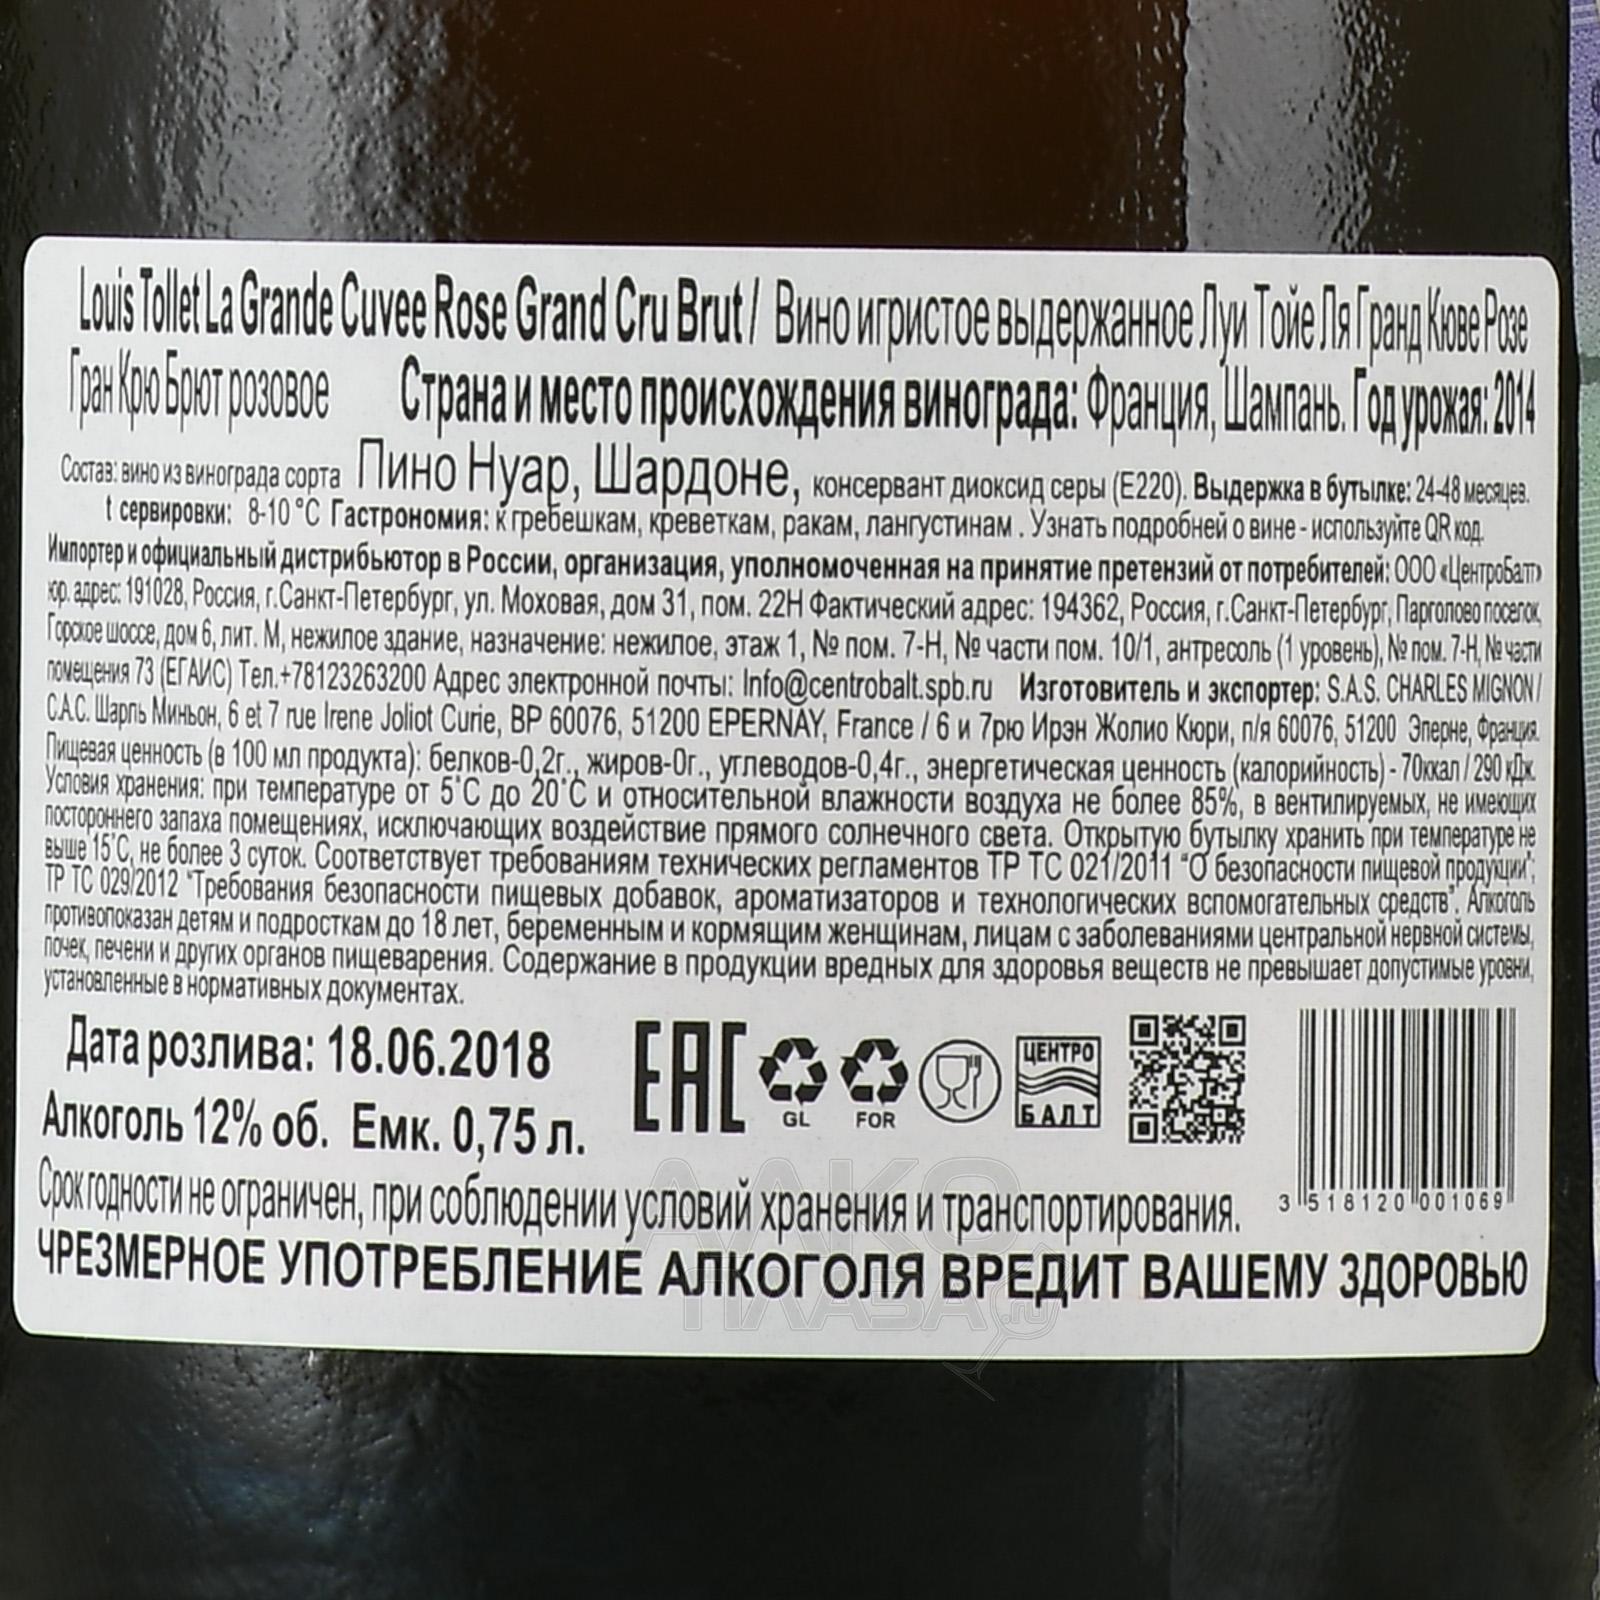 Louis Tollet La Grande Cuvee Rose Grand Cru Brut / Вино игристое выдержанное Луи Тойе Ля Гранд Кюве Розе
Гран Крю Брют розовое Страна и место происхождения винограда: Франция, Шампань. Год урожая: 2014
Состав: вино из винограда сорта Пино Нуар, Шардоне, консервант диоксид серы (Е220). Выдержка в бутылке: 24-48 месяцев.
t сервировки: 8-10 °С Гастрономия: к гребешкам, креветкам, ракам, лангустинам . Узнать подробней о вине - используйте QR код.
Импортер и официальный дистрибьютор в России, организация, уполномоченная на принятие претензий от потребителей: ООО «ЦентроБалт»
юр. адрес: 191028, Россия, г.Санкт-Петербург, ул. Моховая, дом 31, пом. 22Н Фактический адрес: 194362, Россия, г.Санкт-Петербург, Парголово поселок,
Горское шоссе, дом 6, лит. М, нежилое здание, назначение: нежилое, этаж 1, № пом. 7-Н, № части пом. 10/1, антресоль (1 уровень), № пом. 7-Н, № части
помещения 73 (ЕГАИС) Тел.+78123263200 Адрес электронной почты: Info@centrobalt.spb.ru Изготовитель и экспортер: S.A.S. CHARLES MIGNON /
С.А.С. Шарль Миньон, 6 et 7 rue Irene Joliot Curie, BP 60076, 51200 EPERNAY, France / 6 и 7рю Ирэн Жолио Кюри, п/я 60076, 51200 Эперне, Франция.
Пищевая ценность (в 100 мл продукта): белков-0,2г., жиров-0г., углеводов-0,4г., энергетическая ценность (калорийность) - 70ккал / 290 кДж.
Условия хранения: при температуре от 5˚С до 20˚С и относительной влажности воздуха не более 85%, в вентилируемых, не имеющих
постороннего запаха помещениях, исключающих воздействие прямого солнечного света. Открытую бутылку хранить при температуре не
выше 15˚С, не более 3 суток. Соответствует требованиям технических регламентов ТР ТС 021/2011 "О безопасности пищевой продукции";
ТР ТС 029/2012 "Требования безопасности пищевых добавок, ароматизаторов и технологических вспомогательных средств". Алкоголь
противопоказан детям и подросткам до 18 лет, беременным и кормящим женщинам, лицам с заболеваниями центральной нервной системы,
почек, печени и других органов пищеварения. Содержание в продукции вредных для здоровья веществ не превышает допустимые уровни,
установленные в нормативных документах.
Дата розлива: 18.06.2018
Алкоголь 12% об. Емк. 0,75 л.
EAC
GL
FOR
ЦЕНТРО
БАЛТ
3 518120 001069
Срок годности не ограничен, при соблюдении условий хранения и транспортирования.
ЧРЕЗМЕРНОЕ УПОТРЕБЛЕНИЕ АЛКОГОЛЯ ВРЕДИТ ВАШЕМУ ЗДОРОВЬЮ
АЛКО
ПЛАЗА.ru